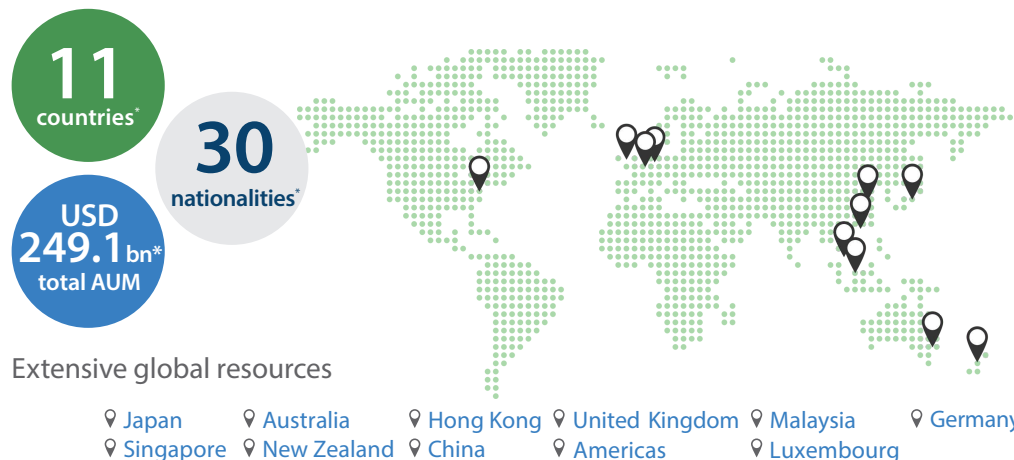 11
countries*
30
nationalities*
USD
249.1bn*
total AUM
Extensive global resources
Japan Australia Hong Kong United Kingdom Malaysia Germany
Singapore New Zealand China Americas Luxembourg